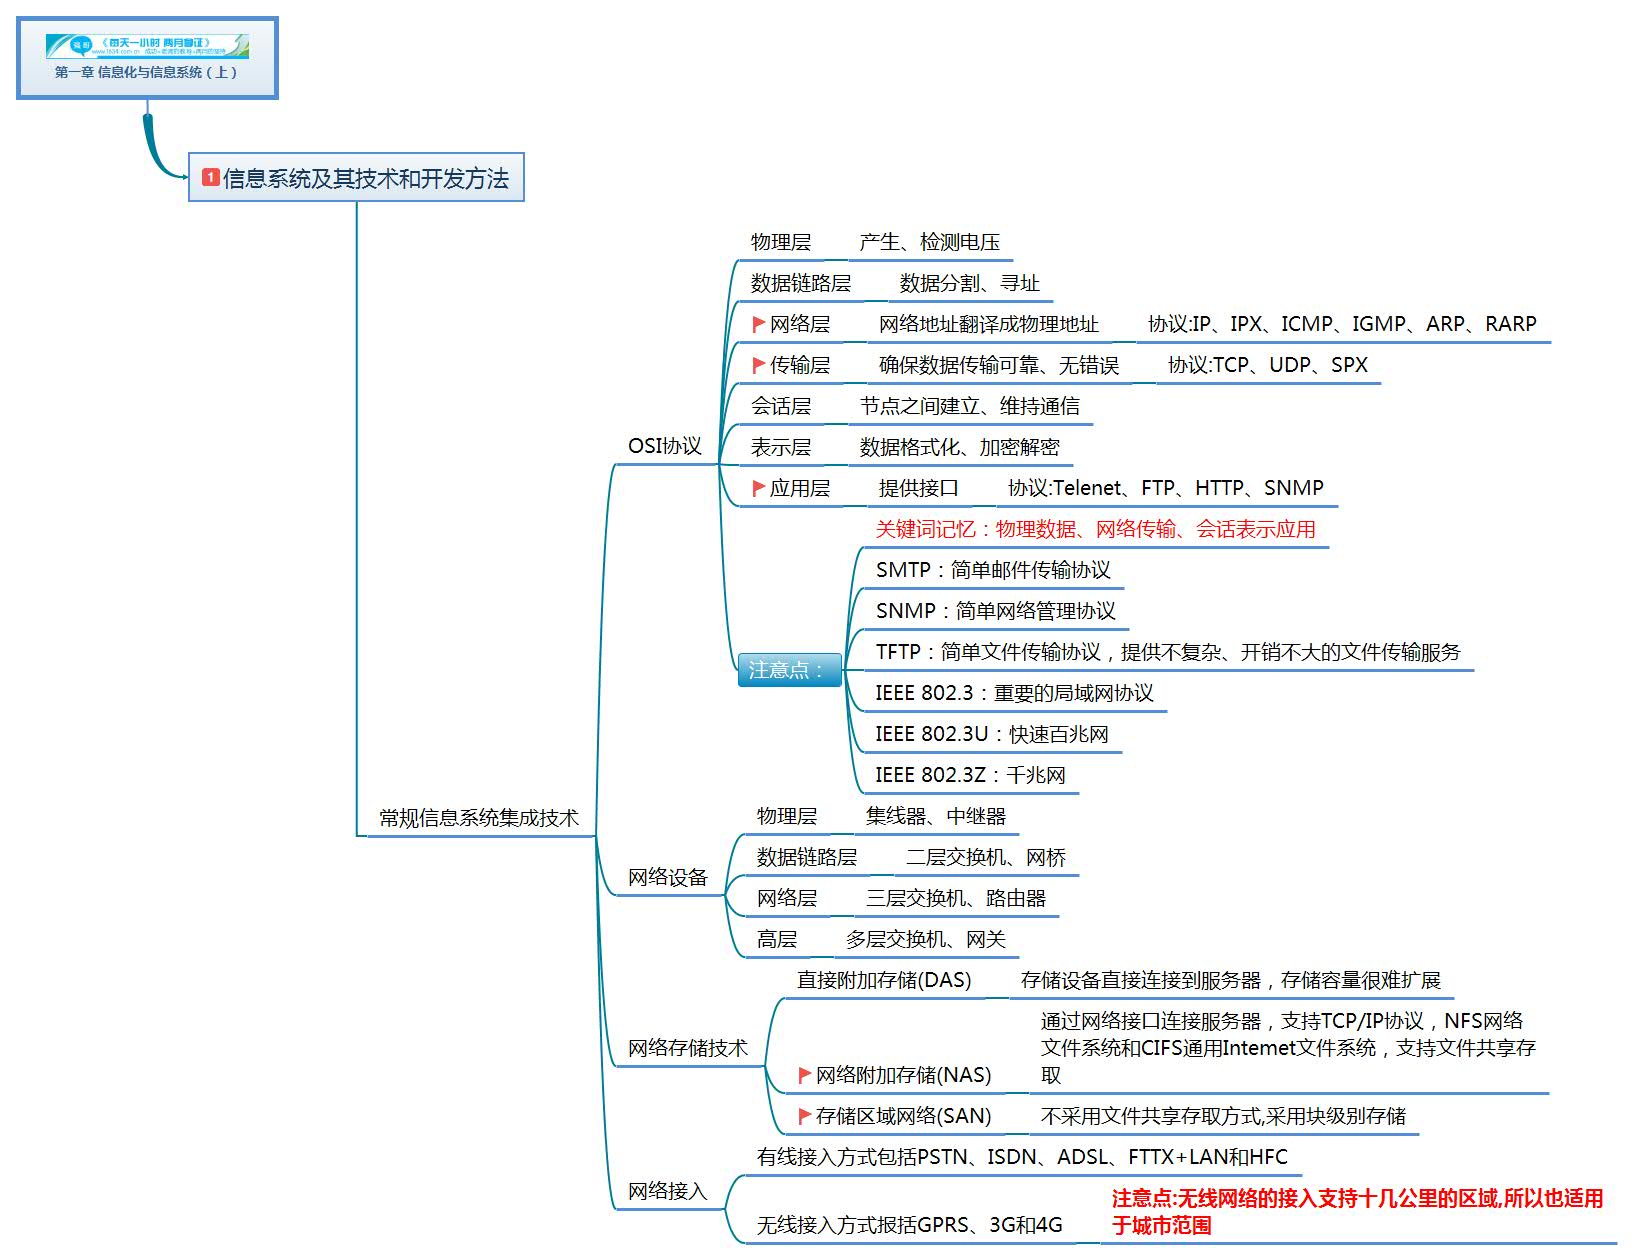 《每天一小时 两月拿证》
第一章 信息化与信息系统（上）
1 信息系统及其技术和开发方法
常规信息系统集成技术
OSI协议
物理层 产生、检测电压
数据链路层 数据分割、寻址
网络层 网络地址翻译成物理地址 协议:IP、IPX、ICMP、IGMP、ARP、RARP
传输层 确保数据传输可靠、无错误 协议:TCP、UDP、SPX
会话层 节点之间建立、维持通信
表示层 数据格式化、加密解密
应用层 提供接口 协议:Telenet、FTP、HTTP、SNMP
注意点：
关键词记忆：物理数据、网络传输、会话表示应用
SMTP：简单邮件传输协议
SNMP：简单网络管理协议
TFTP：简单文件传输协议，提供不复杂、开销不大的文件传输服务
IEEE 802.3：重要的局域网协议
IEEE 802.3U：快速百兆网
IEEE 802.3Z：千兆网
网络设备
物理层 集线器、中继器
数据链路层 二层交换机、网桥
网络层 三层交换机、路由器
高层 多层交换机、网关
网络存储技术
直接附加存储(DAS) 存储设备直接连接到服务器，存储容量很难扩展
网络附加存储(NAS)
通过网络接口连接服务器，支持TCP/IP协议，NFS网络
文件系统和CIFS通用Intemet文件系统，支持文件共享存
取
存储区域网络(SAN) 不采用文件共享存取方式,采用块级别存储
网络接入
有线接入方式包括PSTN、ISDN、ADSL、FTTX+LAN和HFC
无线接入方式报括GPRS、3G和4G
注意点:无线网络的接入支持十几公里的区域,所以也适用
于城市范围